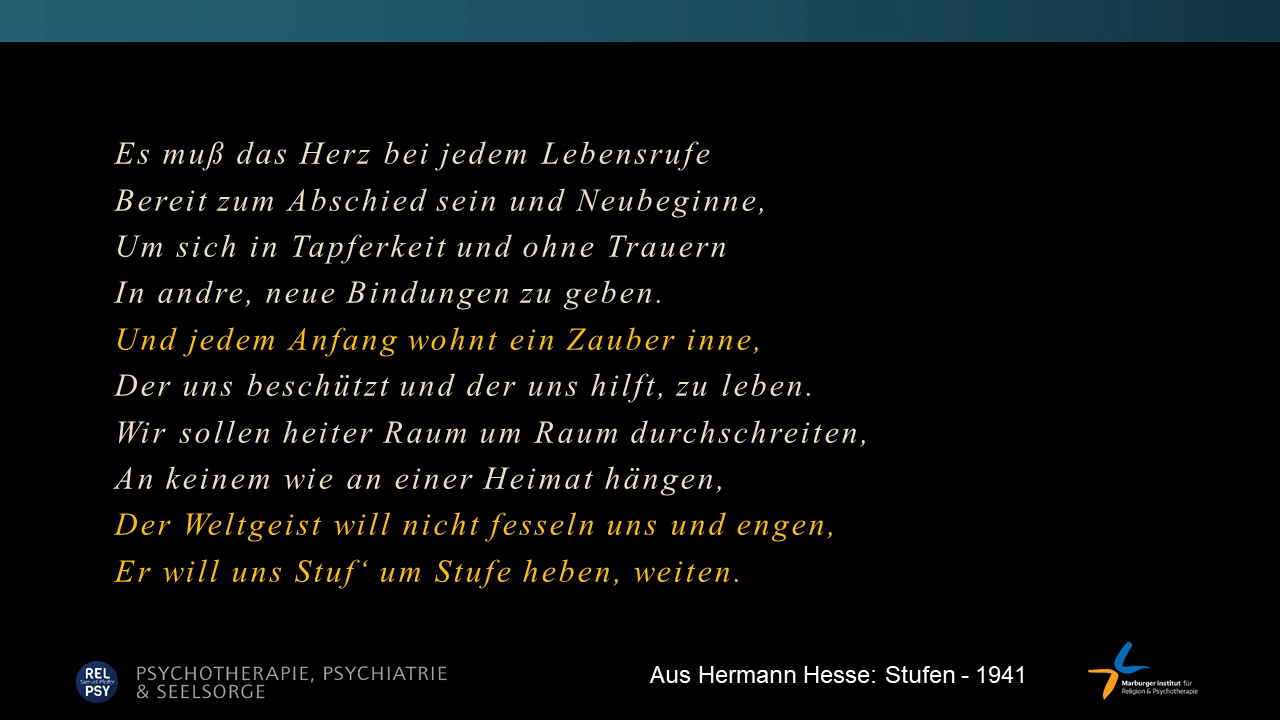 Es muß das Herz bei jedem Lebensrufe
Bereit zum Abschied sein und Neubeginne,
Um sich in Tapferkeit und ohne Trauern
In andre, neue Bindungen zu geben.
Und jedem Anfang wohnt ein Zauber inne,
Der uns beschützt und der uns hilft, zu leben.
Wir sollen heiter Raum um Raum durchschreiten,
An keinem wie an einer Heimat hängen,
Der Weltgeist will nicht fesseln uns und engen,
Er will uns Stuf‘ um Stufe heben, weiten.
REL
Samuel Pfeifer
PSY
PSYCHOTHERAPIE, PSYCHIATRIE
& SEELSORGE
Aus Hermann Hesse: Stufen - 1941
Marburger Institut für
Religion & Psychotherapie